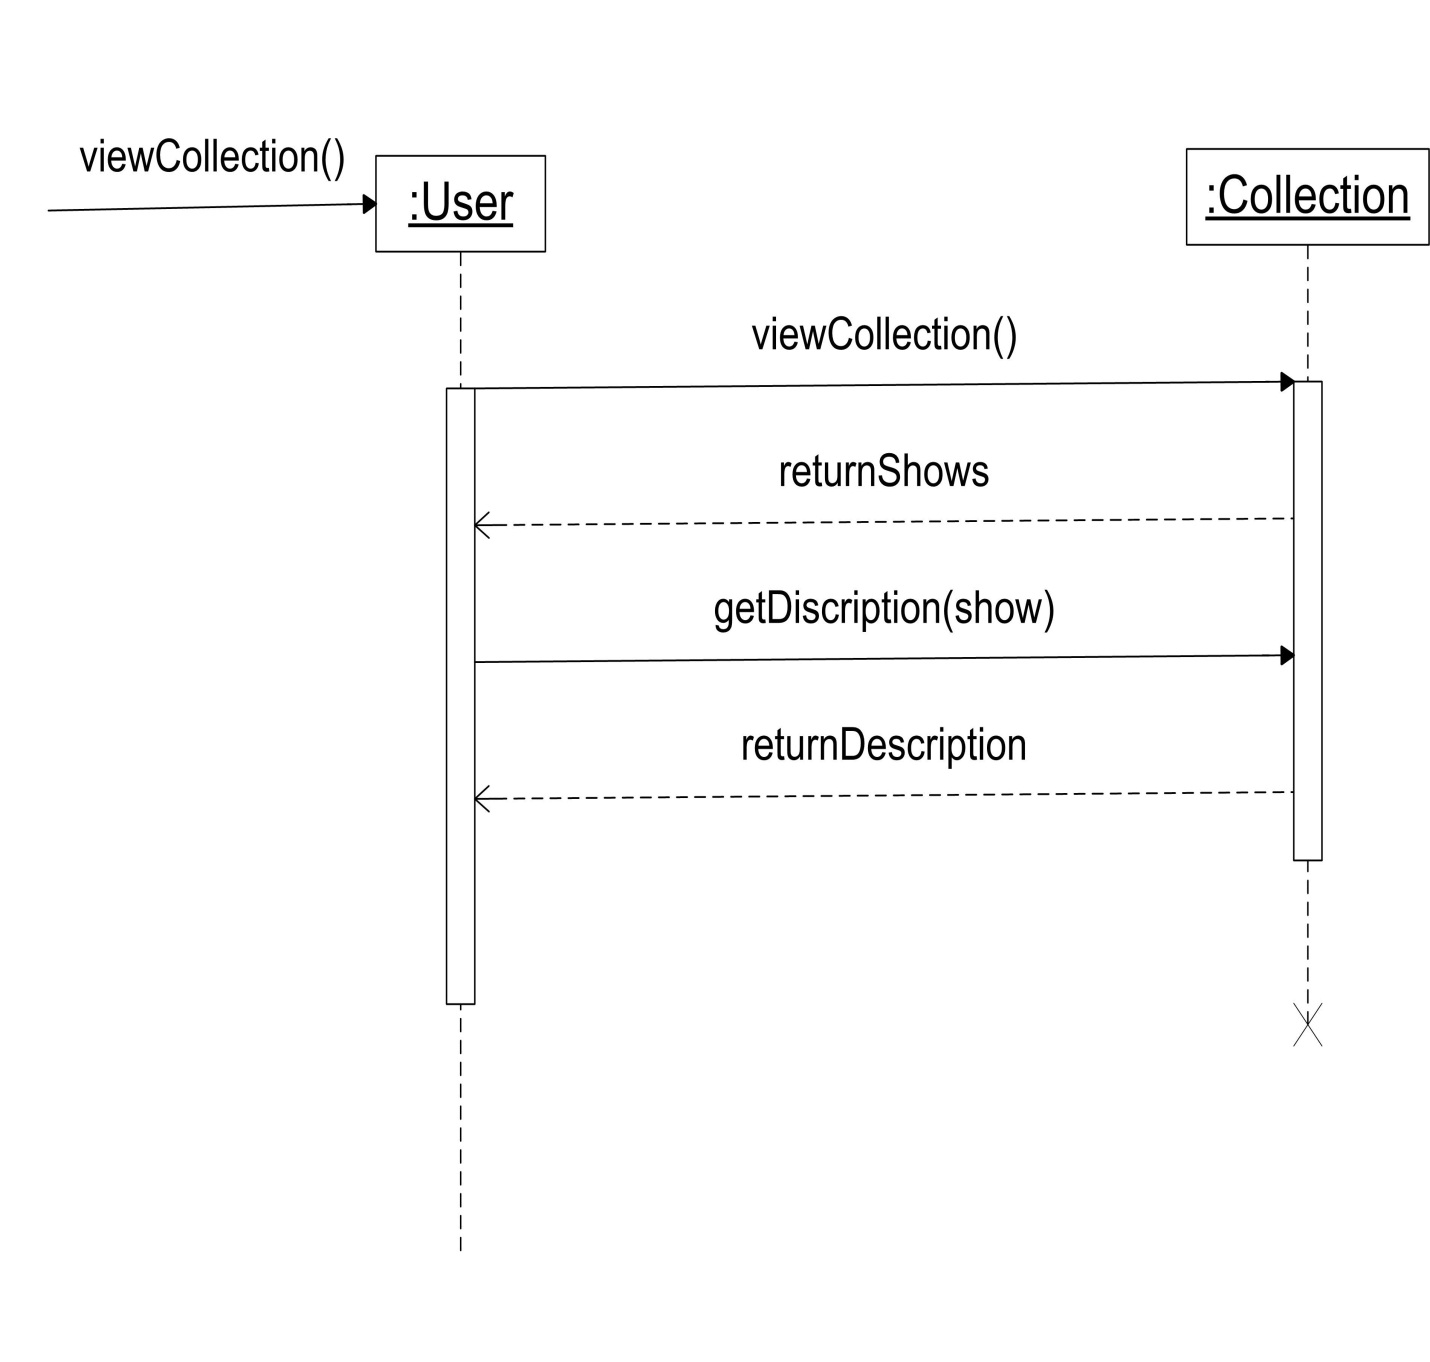 viewCollection()
:User
:Collection
viewCollection()
returnShows
getDiscription(show)
returnDescription